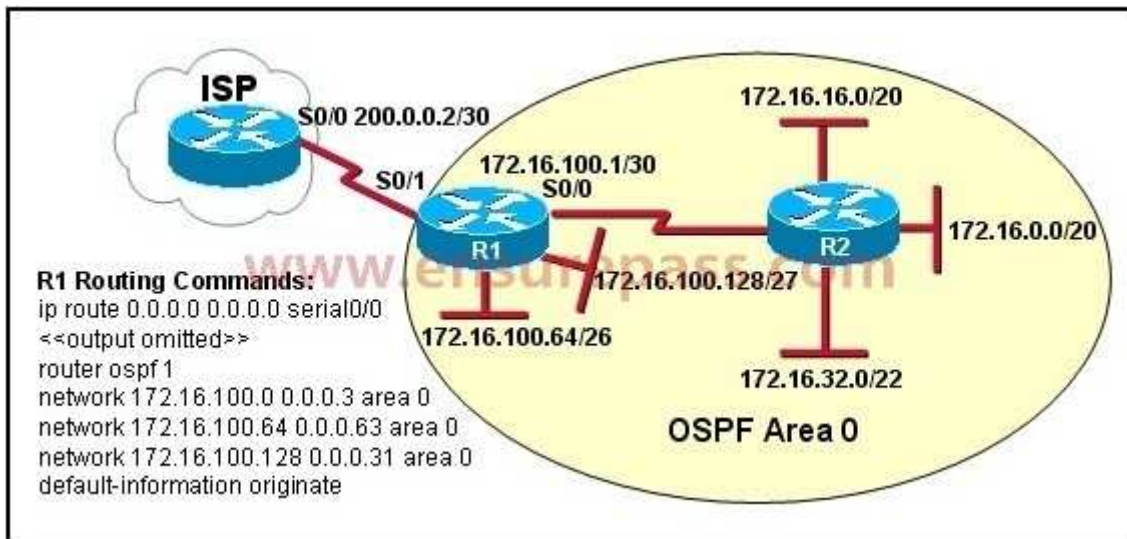 ISP
S0/0 200.0.0.2/30
S0/1
172.16.100.1/30
S0/0
R1
172.16.16.0/20
R2
172.16.0.0/20
172.16.100.128/27
172.16.100.64/26
172.16.32.0/22
OSPF Area 0
www.ensurepass.com
R1 Routing Commands:
ip route 0.0.0.0 0.0.0.0 serial0/0
<<output omitted>>
router ospf 1
network 172.16.100.0 0.0.0.3 area 0
network 172.16.100.64 0.0.0.63 area 0
network 172.16.100.128 0.0.0.31 area 0
default-information originate